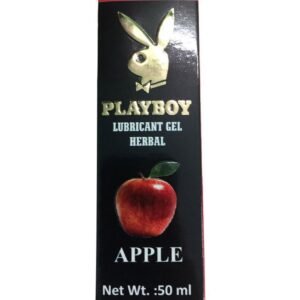 PLAYBOY
LUBRICANT GEL
HERBAL
APPLE
Net Wt. :50 ml